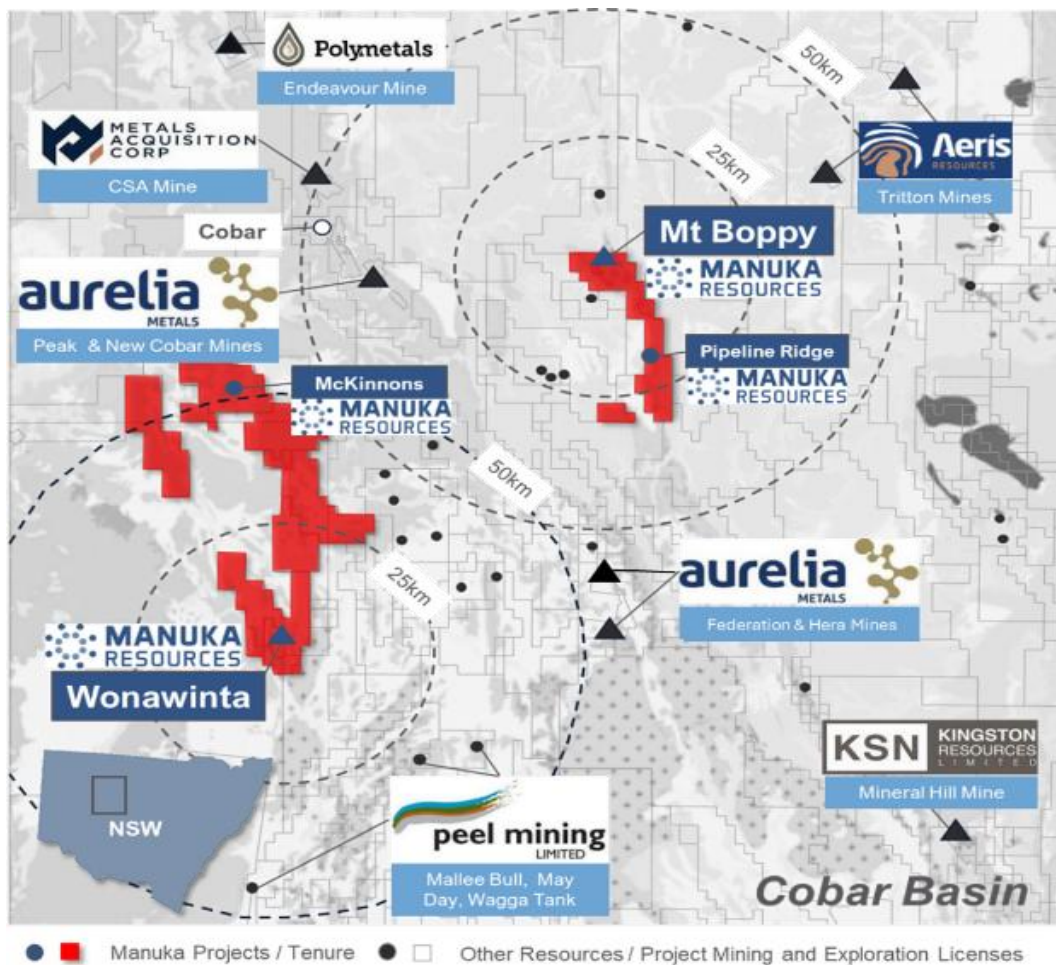 Polymetals
Endeavour Mine
50km
METALS
ACQUISITION
CORP
CSA Mine
25km
Aeris
RESOURCES
Tritton Mines
Cobar
Mt Boppy
MANUKA
RESOURCES
aurelia
METALS
Peak & New Cobar Mines
Pipeline Ridge
MANUKA
RESOURCES
McKinnons
MANUKA
RESOURCES
50km
25km
aurelia
METALS
Federation & Hera Mines
MANUKA
RESOURCES
Wonawinta
KSN
KINGSTON
RESOURCES
LIMITED
Mineral Hill Mine
NSW
peel mining
LIMITED
Mallee Bull, May
Day, Wagga Tank
Cobar Basin
Manuka Projects / Tenure
Other Resources / Project Mining and Exploration Licenses